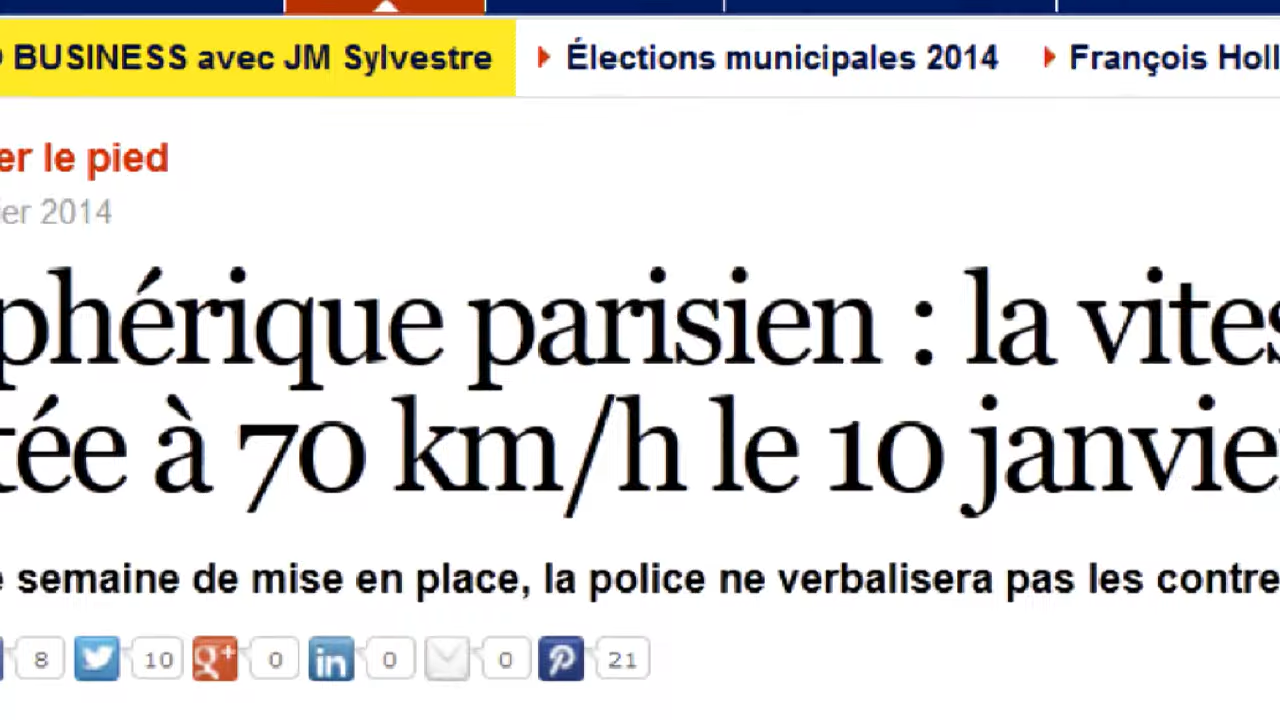 BUSINESS avec JM Sylvestre Élections municipales 2014 François Holl
er le pied
ier 2014
phérique parisien : la vites
tée à 70 km/h le 10 janvie
e semaine de mise en place, la police ne verbalisera pas les contre
8 10 g+ 0 in 0 0 21